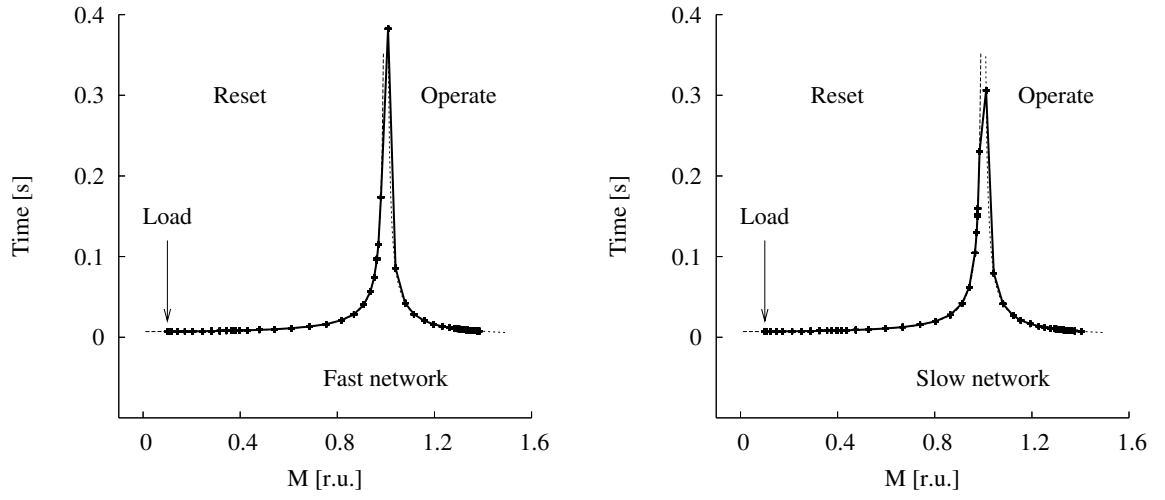 0.4
0.3
0.2
0.1
0
Time [s]
Reset
Operate
Load
Fast network
0 0.4 0.8 1.2 1.6
M [r.u.]
0.4
0.3
0.2
0.1
0
Time [s]
Reset
Operate
Load
Slow network
0 0.4 0.8 1.2 1.6
M [r.u.]